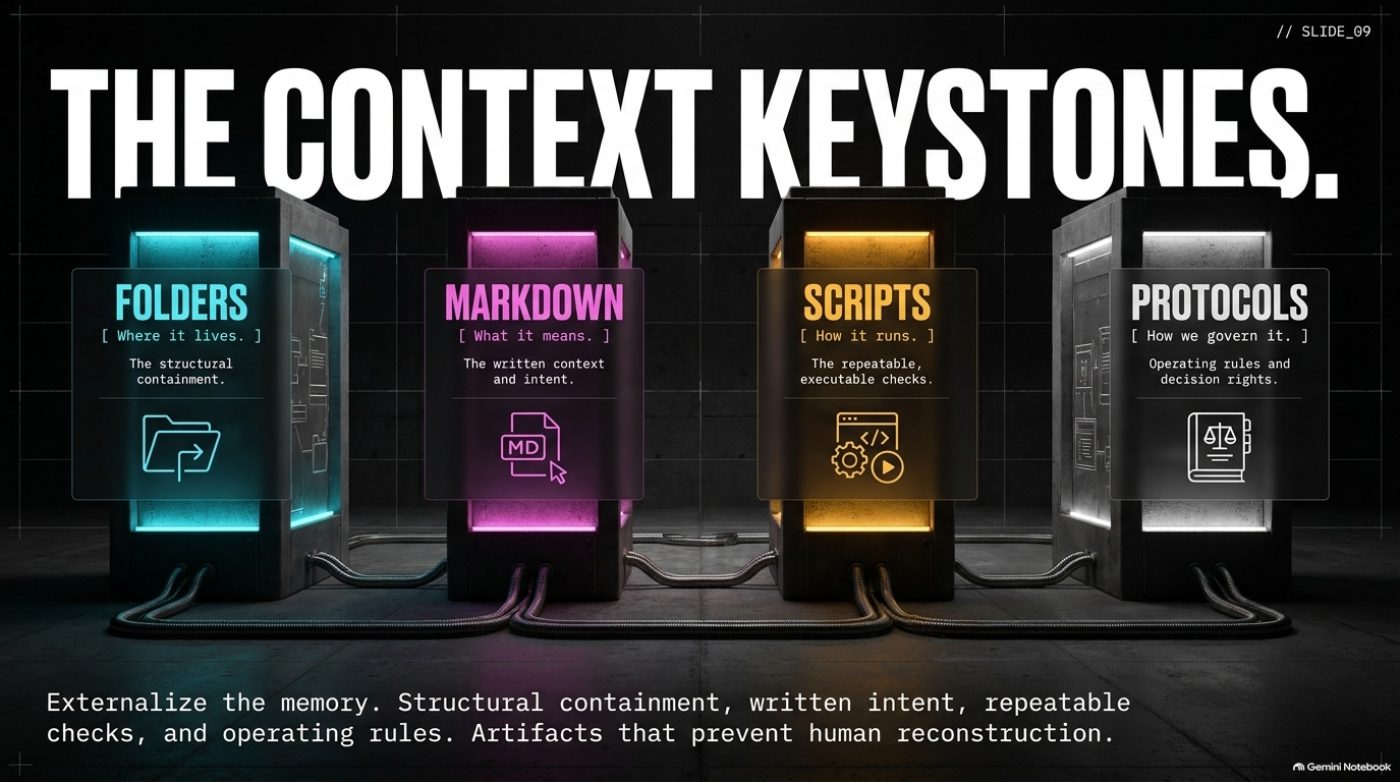 // SLIDE_09
THE CONTEXT KEYSTONES.
FOLDERS
[ Where it lives. ]
The structural
containment.
MARKDOWN
[ What it means. ]
The written context
and intent.
MD
SCRIPTS
[ How it runs. ]
The repeatable,
executable checks.
</>
PROTOCOLS
[ How we govern it. ]
Operating rules and
decision rights.
Externalize the memory. Structural containment, written intent, repeatable
checks, and operating rules. Artifacts that prevent human reconstruction.
Gemini Notebook